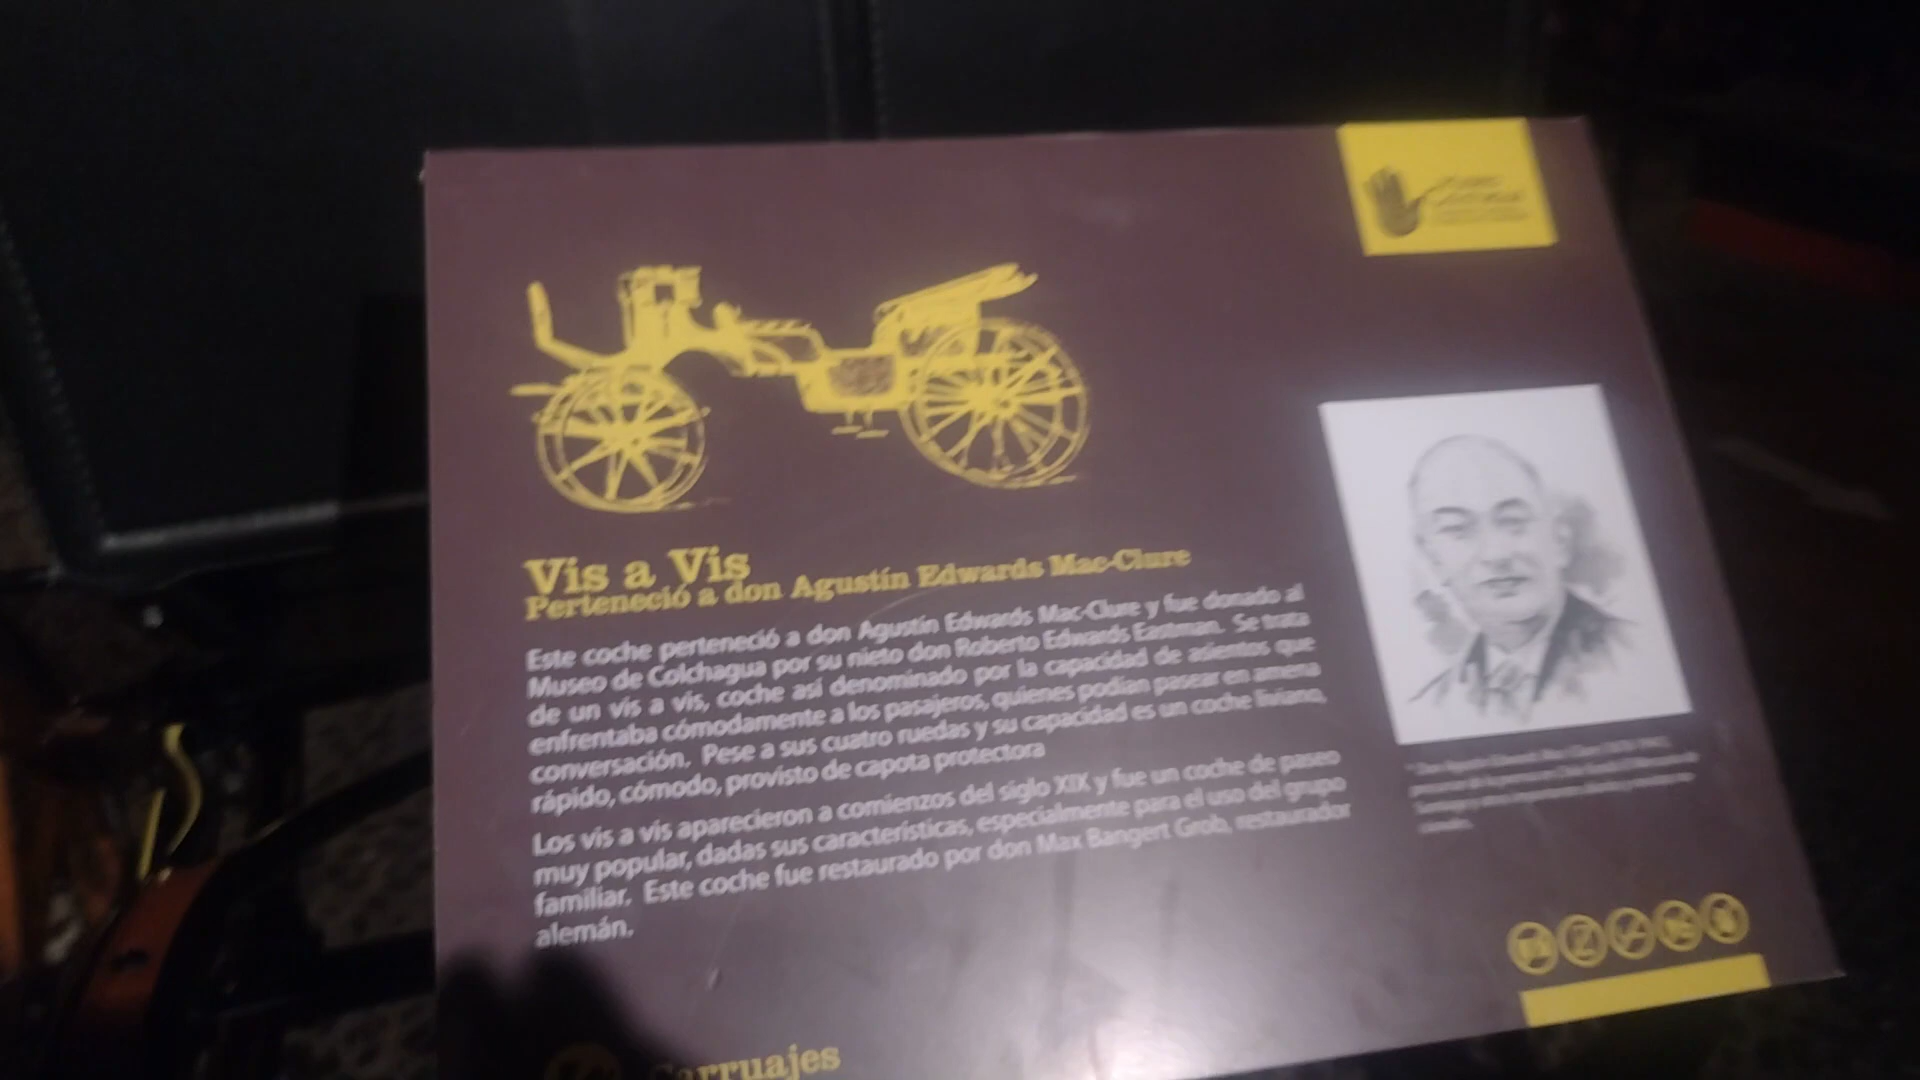 Vis a Vis
Perteneció a don Agustín Edwards Mac-Clure
Este coche perteneció a don Agustín Edwards Mac-Clure y fue donado al
Museo de Colchagua por su nieto don Roberto Edwards Eastman. Se trata
de un vis a vis, coche así denominado por la capacidad de asientos que
enfrentaba cómodamente a los pasajeros, quienes podían pasear en amena
conversación. Pese a sus cuatro ruedas y su capacidad es un coche liviano,
rápido, cómodo, provisto de capota protectora
Los vis a vis aparecieron a comienzos del siglo XIX y fue un coche de paseo
muy popular, dadas sus características, especialmente para el uso del grupo
familiar. Este coche fue restaurado por don Max Bangert Grob, restaurador
alemán.
Carruajes